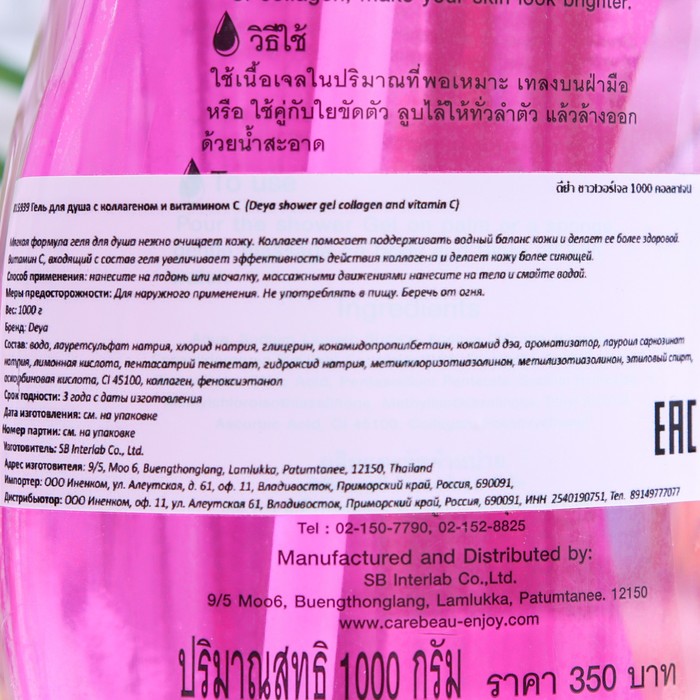 or collagen, make your skin look brighter.
วิธีใช้
ใช้เนื้อเจลในปริมาณที่พอเหมาะ เทลงบนฝ่ามือ
หรือ ใช้คู่กับใยขัดตัว ลูบไล้ให้ทั่วลำตัว แล้วล้างออก
ด้วยน้ำสะอาด
To use
ดีย่า ชาวเวอร์เจล 1000 คอลลาเจน
Гель для душа с коллагеном и витамином С (Deya shower gel collagen and vitamin C)
Мягкая формула геля для душа нежно очищает кожу. Коллаген помогает поддерживать водный баланс кожи и делает ее более здоровой.
Витамин С, входящий с состав геля увеличивает эффективность действия коллагена и делает кожу более сияющей.
Способ применения: нанесите на ладонь или мочалку, массажными движениями нанесите на тело и смойте водой.
Меры предосторожности: Для наружного применения. Не употреблять в пищу. Беречь от огня.
Вес: 1000 г
Бренд: Deya
Состав: вода, лауретсульфат натрия, хлорид натрия, глицерин, кокамидопропилбетаин, кокамид дэа, ароматизатор, лауроил саркозинат
натрия, лимонная кислота, пентасатрий пентетат, гидроксид натрия, метилхлоризотиазолинон, метилизотиазолинон, этиловый спирт,
аскорбиновая кислота, CI 45100, коллаген, феноксиэтанол
Срок годности: 3 года с даты изготовления
Дата изготовления: см. на упаковке
Номер партии: см. на упаковке
Изготовитель: SB Interlab Co., Ltd.
Адрес изготовителя: 9/5, Moo 6, Buengthonglang, Lamlukka, Patumtanee, 12150, Thailand
Импортер: ООО Иненком, ул. Алеутская, д. 61, оф. 11, Владивосток, Приморский край, Россия, 690091,
Дистрибьютор: ООО Иненком, оф. 11, ул. Алеутская 61, Владивосток, Приморский край, Россия, 690091, ИНН 2540190751, Тел. 89149777077
EAC
Tel : 02-150-7790, 02-152-8825
Manufactured and Distributed by:
SB Interlab Co.,Ltd.
9/5 Moo6, Buengthonglang, Lamlukka, Patumtanee. 12150
www.carebeau-enjoy.com
ปริมาณสุทธิ 1000 กรัม ราคา 350 บาท